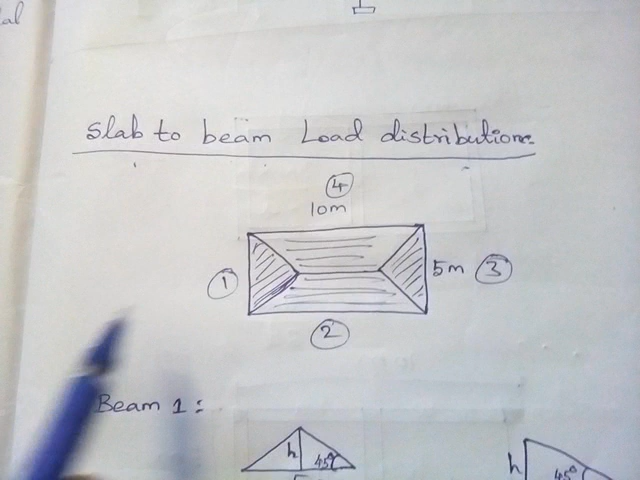 Slab to beam Load distribution:
4
10m
1
5m 3
2
Beam 1:
h 45°
h 45°